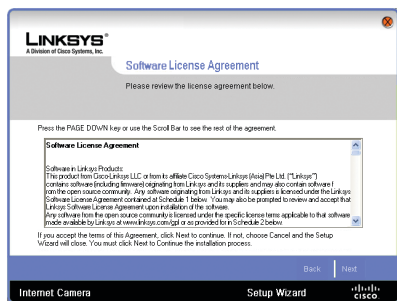 LINKSYS®
A Division of Cisco Systems, Inc.
Software License Agreement
Please review the license agreement below.
Press the PAGE DOWN key or use the Scroll Bar to see the rest of the agreement.
Software License Agreement
Software in Linksys Products:
This product from Cisco-Linksys LLC or from its affiliate Cisco Systems-Linksys (Asia) Pte Ltd. ("Linksys")
contains software (including firmware) originating from Linksys and its suppliers and may also contain software f
rom the open source community. Any software originating from Linksys and its suppliers is licensed under the Linksys
Software License Agreement contained at Schedule 1 below. You may also be prompted to review and accept that
Linksys Software License Agreement upon installation of the software.
Any software from the open source community is licensed under the specific license terms applicable to that software
made available by Linksys at www.linksys.com/gpl or as provided for in Schedule 2 below.
If you accept the terms of this Agreement, click Next to continue. If not, choose Cancel and the Setup
Wizard will close. You must click Next to Continue the installation process.
Back Next
Internet Camera Setup Wizard CISCO.